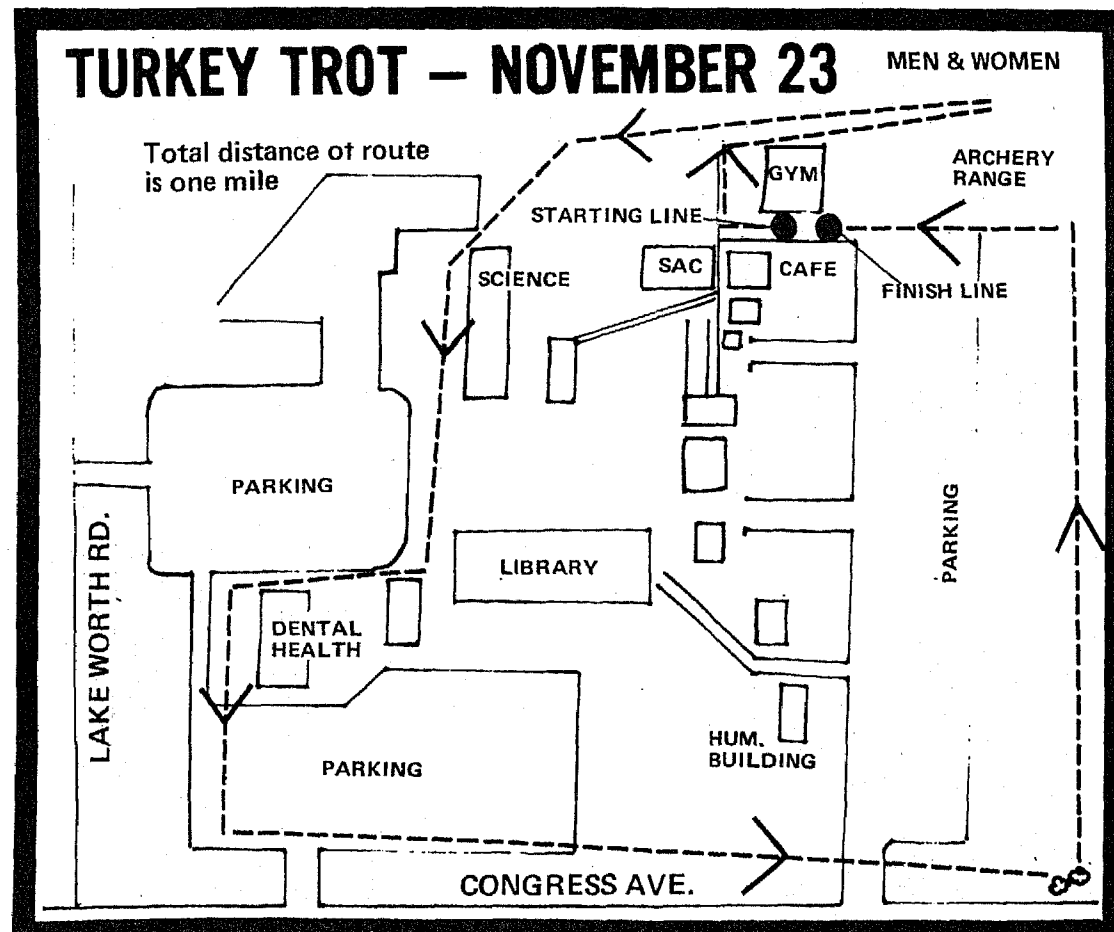 TURKEY TROT — NOVEMBER 23
MEN & WOMEN
Total distance of route
is one mile
GYM
ARCHERY
RANGE
STARTING LINE
SAC
CAFE
SCIENCE
FINISH LINE
PARKING
PARKING
LIBRARY
LAKE WORTH RD.
DENTAL
HEALTH
HUM.
BUILDING
PARKING
CONGRESS AVE.